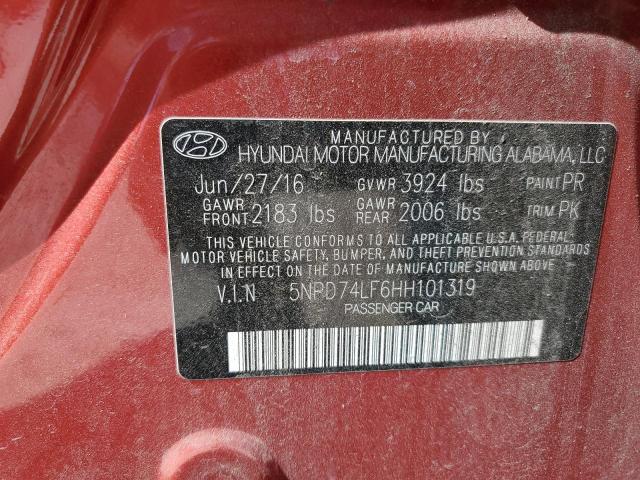 MANUFACTURED BY
HYUNDAI MOTOR MANUFACTURING ALABAMA, LLC
Jun/27/16 GVWR 3924 lbs PAINT PR
GAWR FRONT 2183 lbs GAWR REAR 2006 lbs TRIM PK
THIS VEHICLE CONFORMS TO ALL APPLICABLE U.S.A. FEDERAL
MOTOR VEHICLE SAFETY, BUMPER, AND THEFT PREVENTION STANDARDS
IN EFFECT ON THE DATE OF MANUFACTURE SHOWN ABOVE.
V.I.N 5NPD74LF6HH101319
PASSENGER CAR